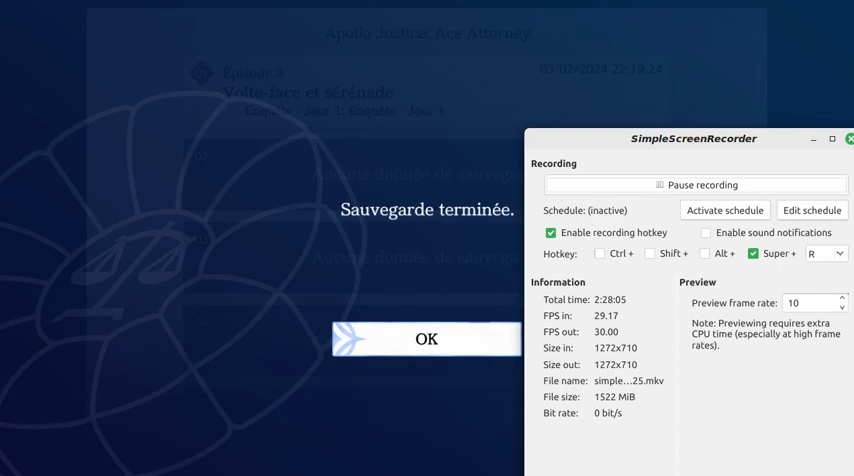 Apollo Justice: Ace Attorney
01
Épisode 3
03/02/2024 22:19:24
Volte-face et sérénade
Enquête - Jour 1: Enquête - Jour 1
02
Aucune donnée de sauvega
Sauvegarde terminée.
03
Aucune donnée de sauvega
OK
SimpleScreenRecorder
Recording
Pause recording
Schedule: (inactive)
Activate schedule
Edit schedule
Enable recording hotkey
Enable sound notifications
Hotkey:
Ctrl +
Shift +
Alt +
Super +
R
Information
Total time: 2:28:05
FPS in: 29.17
FPS out: 30.00
Size in: 1272x710
Size out: 1272x710
File name: simple...25.mkv
File size: 1522 MiB
Bit rate: 0 bit/s
Preview
Preview frame rate: 10
Note: Previewing requires extra
CPU time (especially at high frame
rates).